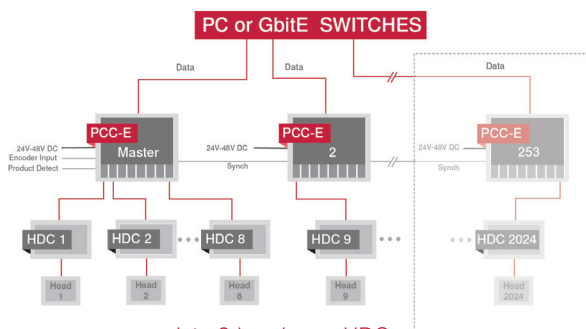 PC or GbitE SWITCHES
Data
Data
Data
PCC-E
PCC-E
PCC-E
24V-48V DC
Encoder Input
Product Detect
Master
24V-48V DC
Synch
2
24V-48V DC
Synch
253
HDC 1
HDC 2
HDC 8
HDC 9
HDC 2024
Head
1
Head
2
Head
8
Head
9
Head
2024